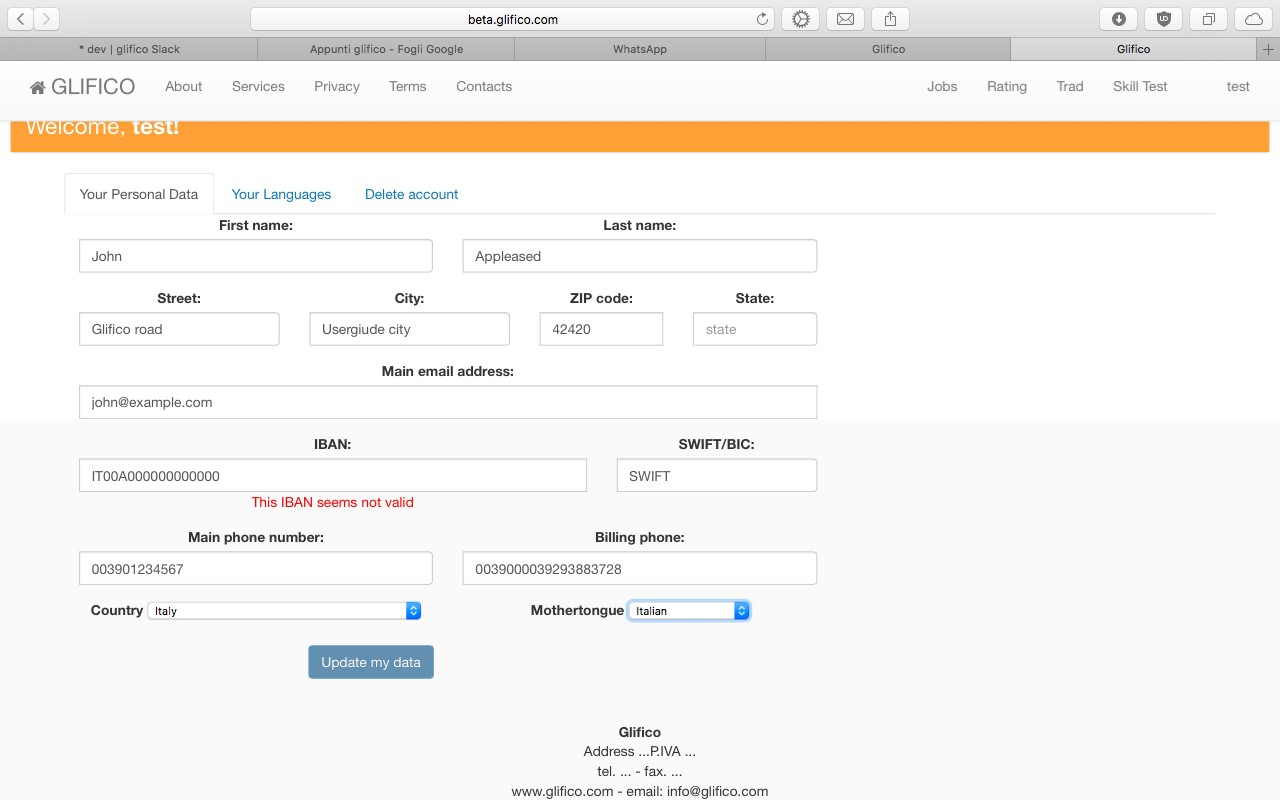 beta.glifico.com
* dev | glifico Slack Appunti glifico - Fogli Google WhatsApp Glifico Glifico
GLIFICO About Services Privacy Terms Contacts Jobs Rating Trad Skill Test test
Welcome, test!
Your Personal Data Your Languages Delete account
First name: Last name:
John Appleased
Street: City: ZIP code: State:
Glifico road Usergiude city 42420 state
Main email address:
john@example.com
IBAN: SWIFT/BIC:
IT00A000000000000 SWIFT
This IBAN seems not valid
Main phone number: Billing phone:
003901234567 0039000039293883728
Country Italy Mothertongue Italian
Update my data
Glifico
Address ...P.IVA ...
tel. ... - fax. ...
www.glifico.com - email: info@glifico.com